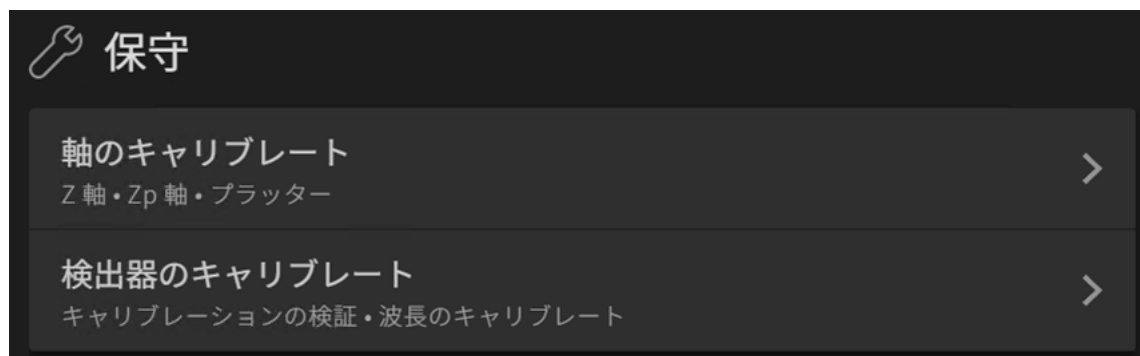 保守
軸のキャリブレート
Z 軸 • Zp 軸 • プラッター
検出器のキャリブレート
キャリブレーションの検証 • 波長のキャリブレート